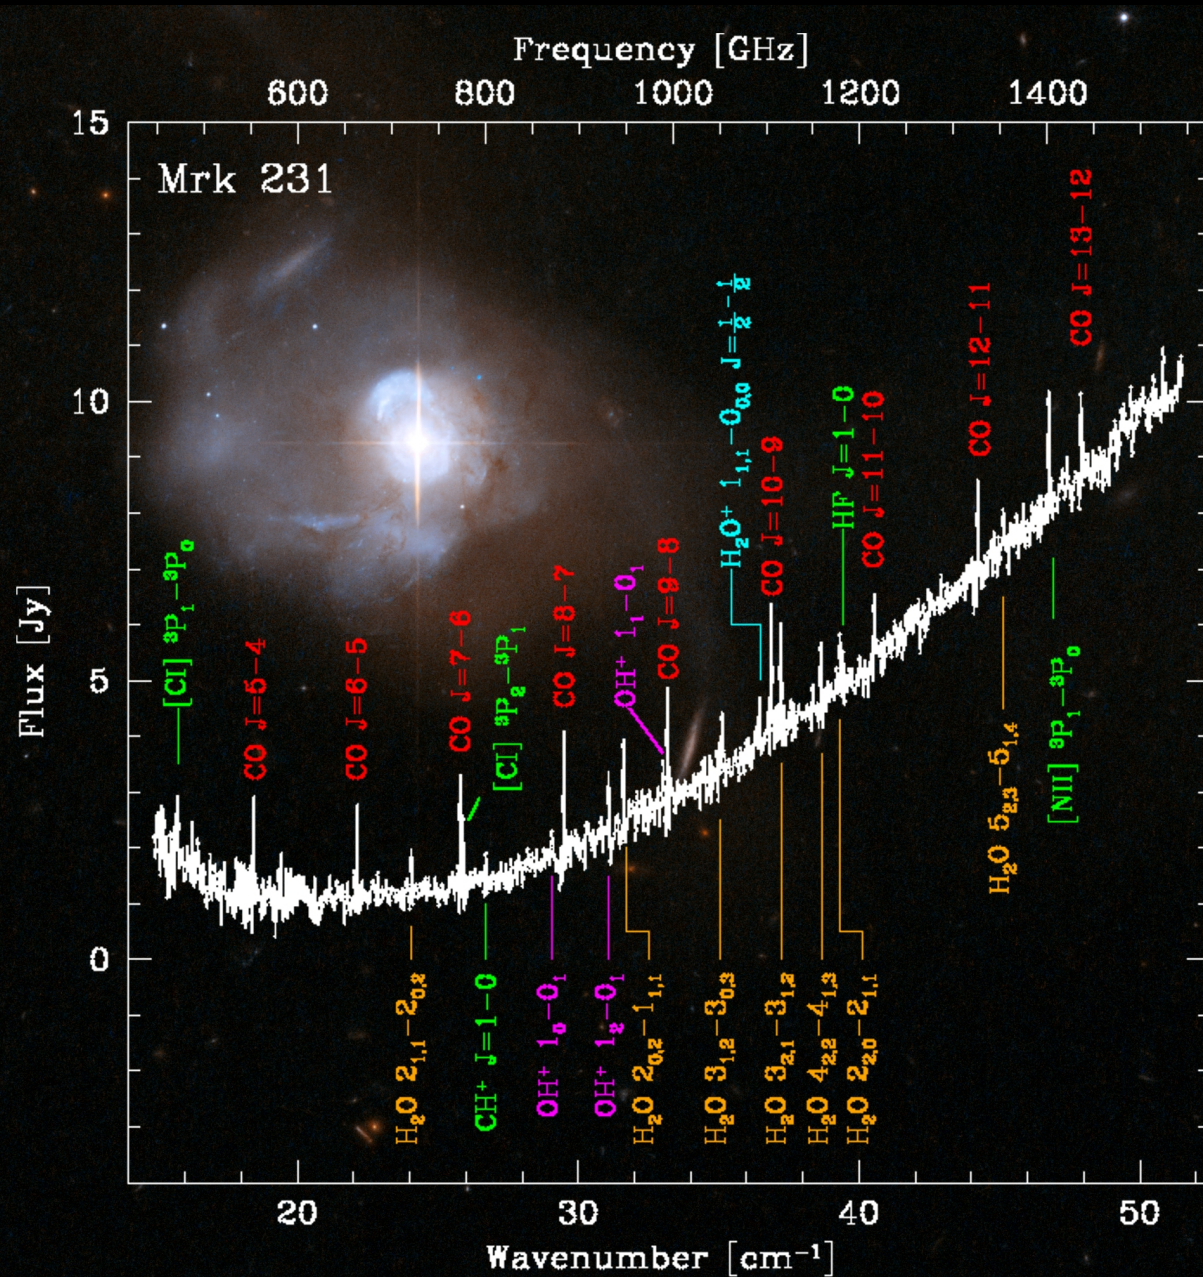 Frequency [GHz]
600 800 1000 1200 1400
Mrk 231
15
10
5
0
Flux [Jy]
[CI] ³P₁−³P₀
CO J=5−4
CO J=6−5
CO J=7−6
[CI] ³P₂−³P₁
CO J=8−7
OH⁺ 1₁−0₁
CO J=9−8
H₂O⁺ 1₁,₁−0₀,₀ J=½−½
CO J=10−9
HF J=1−0
CO J=11−10
CO J=12−11
CO J=13−12
H₂O 2₁,₁−2₀,₂
CH⁺ J=1−0
OH⁺ 1₀−0₁
OH⁺ 1₂−0₁
H₂O 2₀,₂−1₁,₁
H₂O 3₁,₂−3₀,₃
H₂O 3₂,₁−3₁,₂
H₂O 4₂,₂−4₁,₃
H₂O 2₂,₀−2₁,₁
H₂O 5₂,₃−5₁,₄
[NII] ³P₁−³P₀
20 30 40 50
Wavenumber [cm⁻¹]